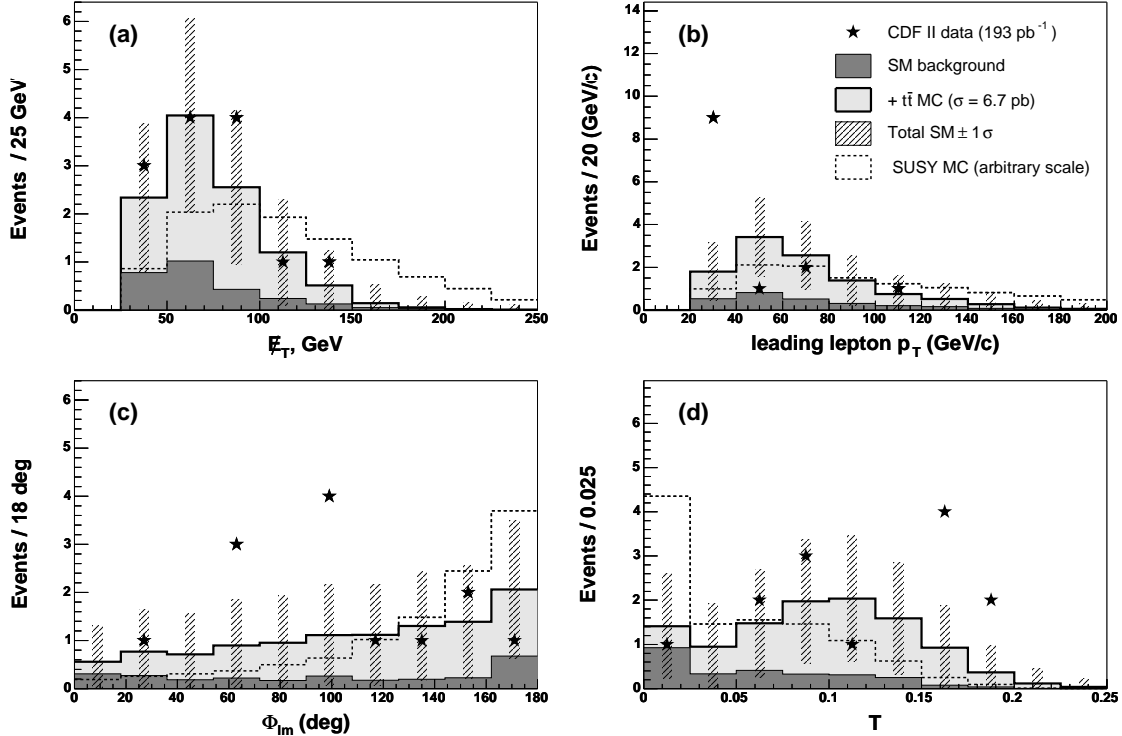 (a)
Events / 25 GeV
6
5
4
3
2
1
0
0 50 100 150 200 250
E̸_T, GeV
(b)
Events / 20 (GeV/c)
14
12
10
8
6
4
2
0
0 20 40 60 80 100 120 140 160 180 200
leading lepton p_T (GeV/c)
CDF II data (193 pb⁻¹)
SM background
+ tt̄ MC (σ = 6.7 pb)
Total SM ± 1σ
SUSY MC (arbitrary scale)
(c)
Events / 18 deg
6
5
4
3
2
1
0
0 20 40 60 80 100 120 140 160 180
Φ_lm (deg)
(d)
Events / 0.025
6
5
4
3
2
1
0
0 0.05 0.1 0.15 0.2 0.25
T